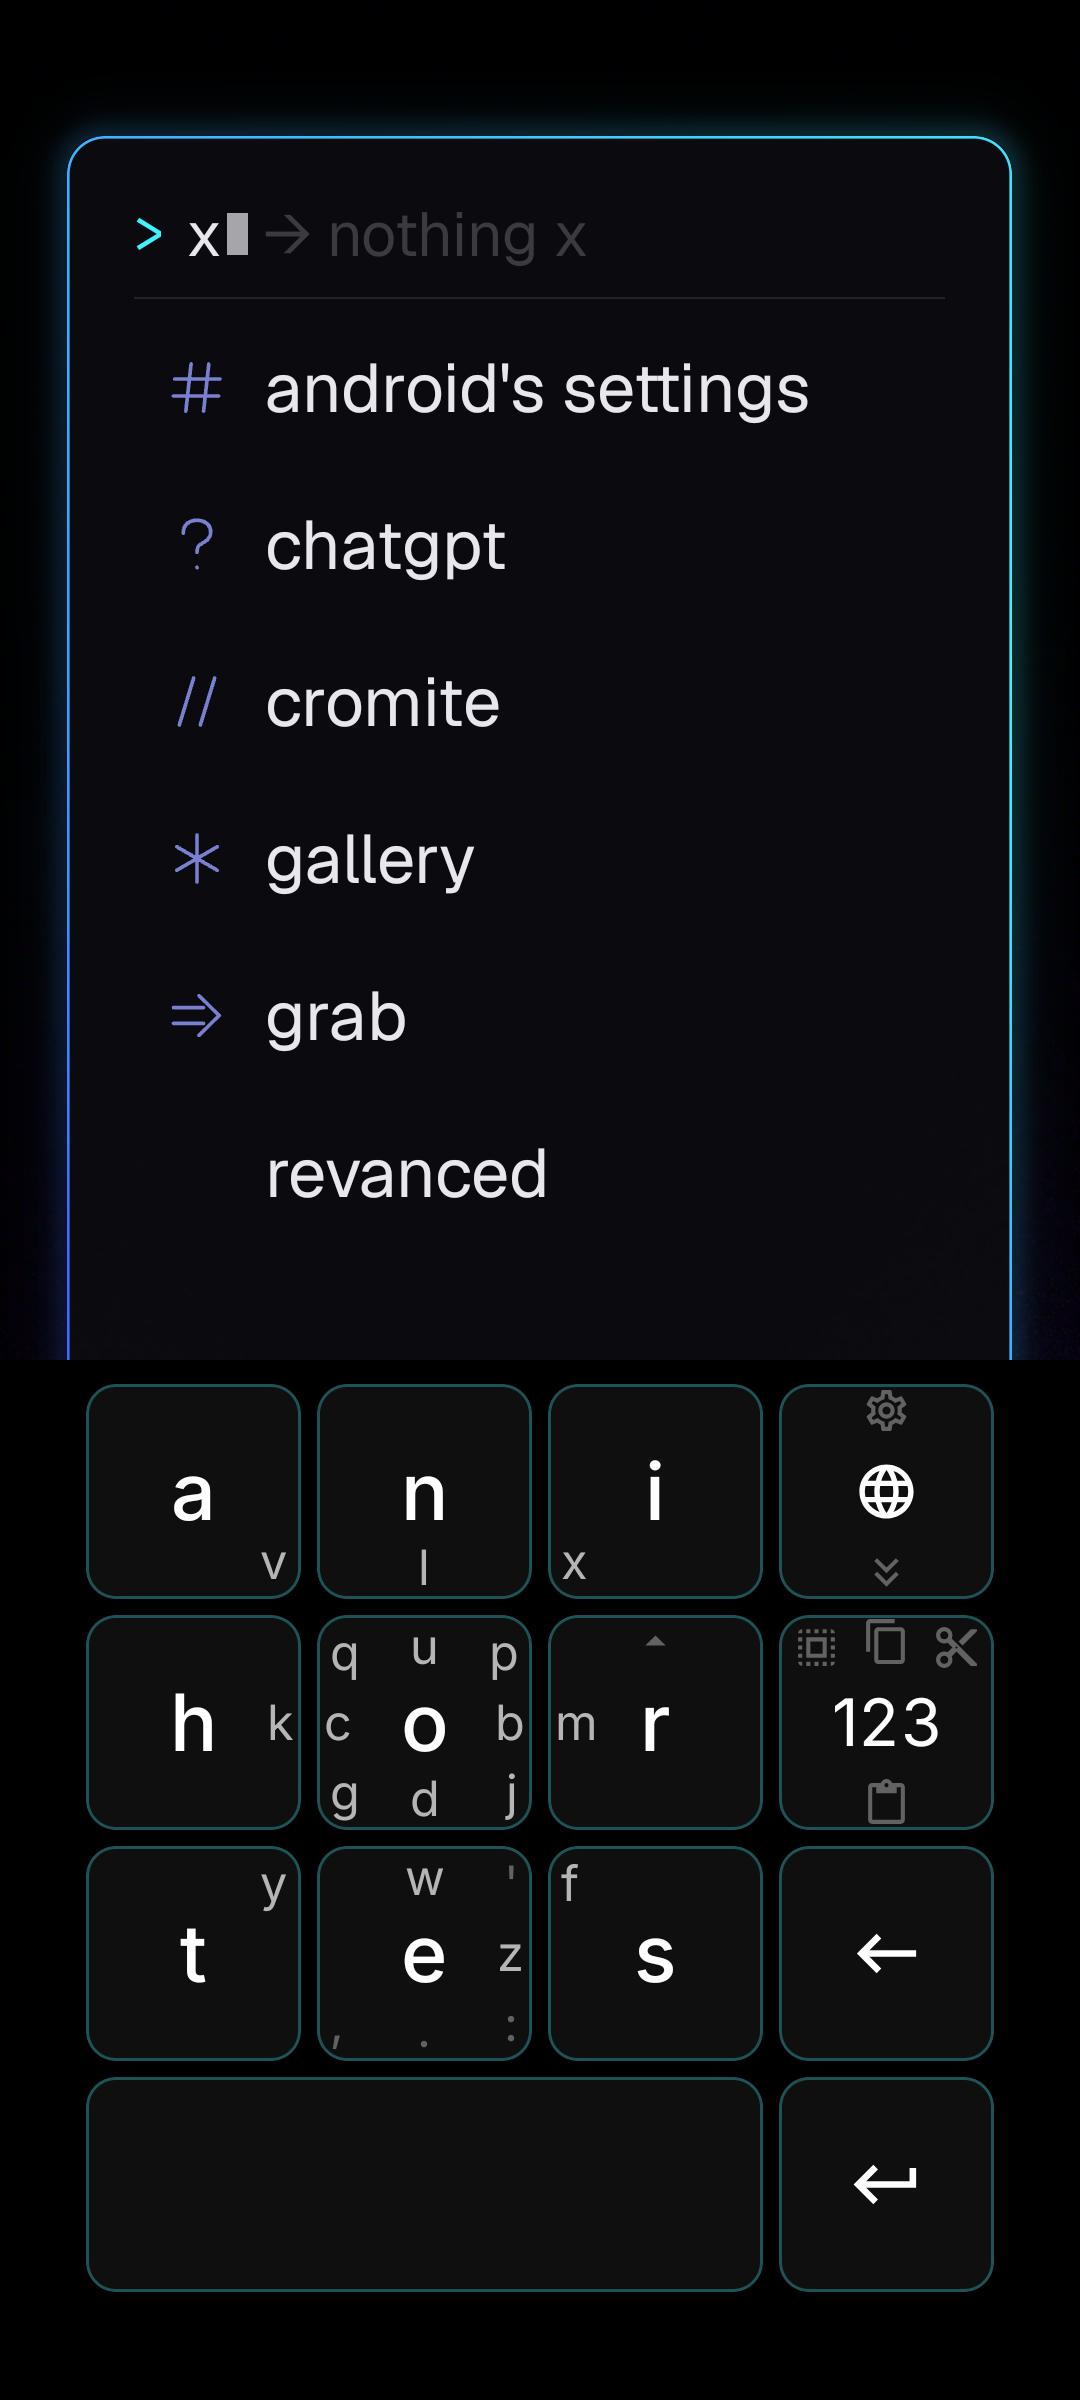 > x → nothing x
# android's settings
? chatgpt
// cromite
* gallery
⇒ grab
revanced
a v
n l
i x
h k
q u p
c o b
g d j
m r
123
t y
w '
e z
, . :
f s